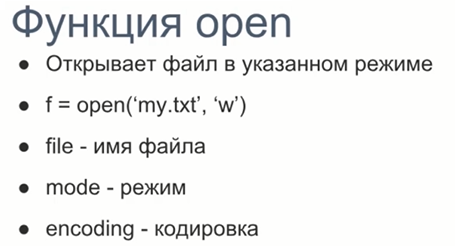 Функция open
● Открывает файл в указанном режиме
● f = open(‘my.txt’, ‘w’)
● file - имя файла
● mode - режим
● encoding - кодировка